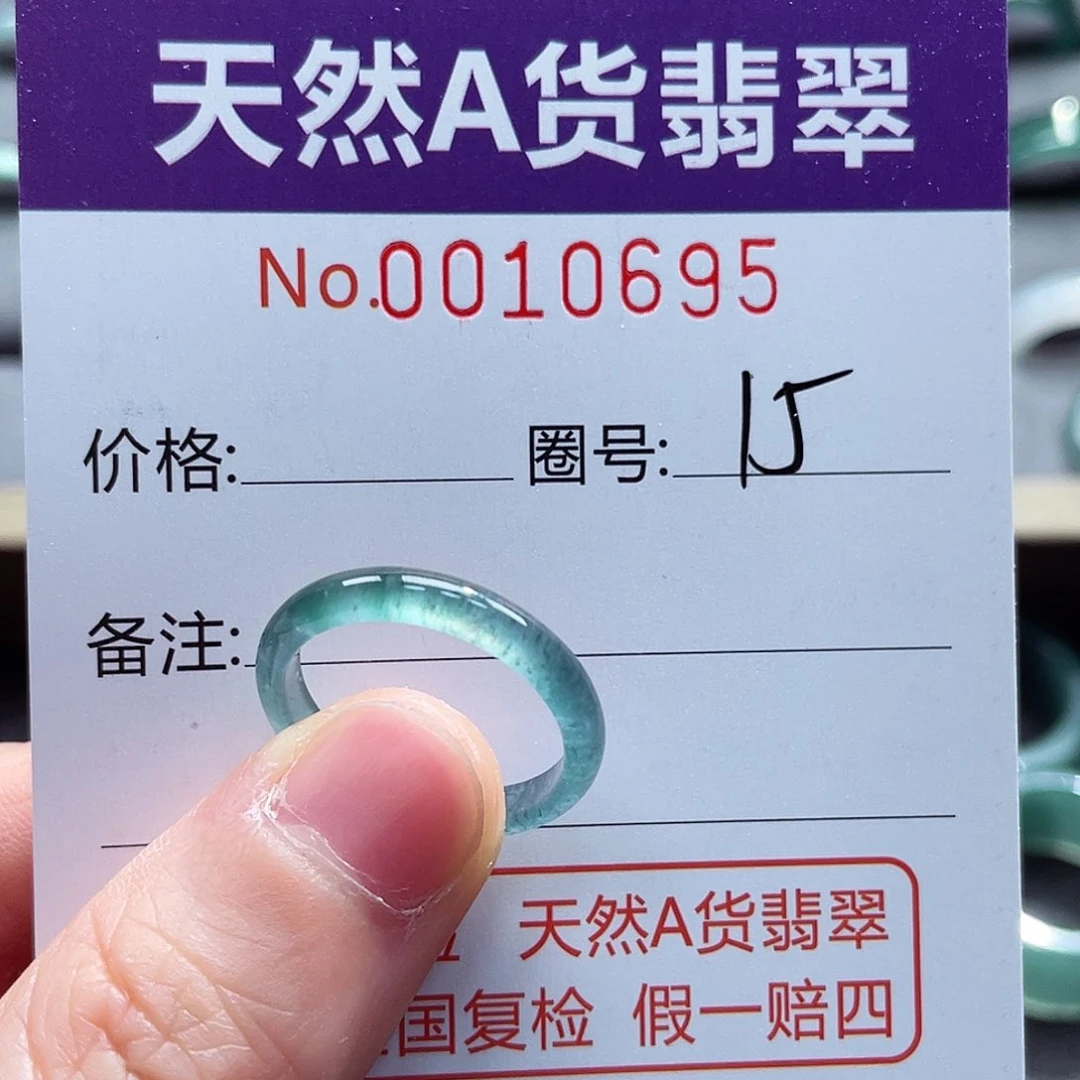 天然A货翡翠
No.0010695
价格: 圈号: 15
备注:
天然A货翡翠
国复检 假一赔四